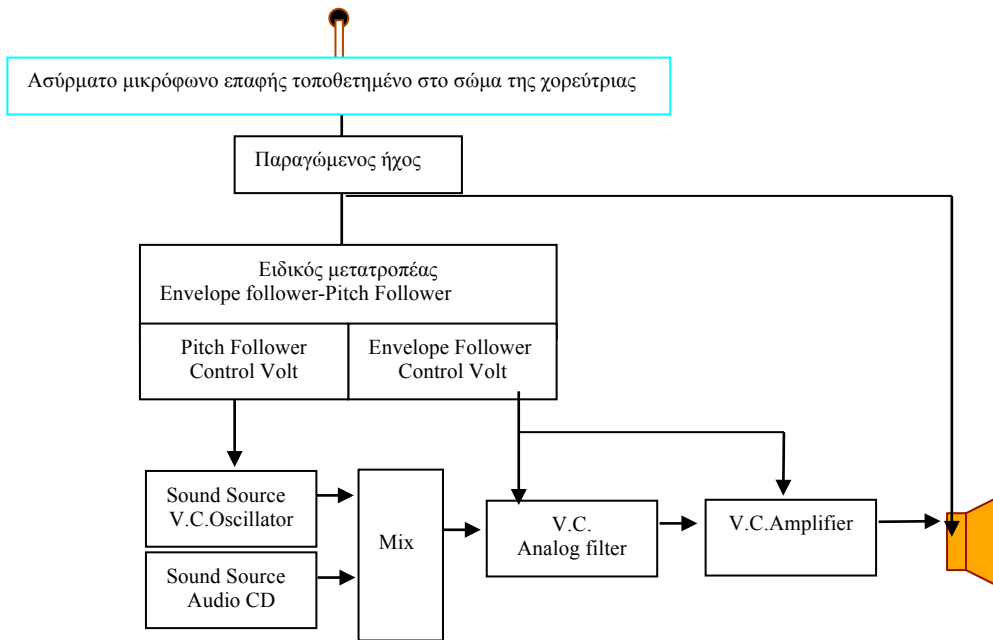 Ασύρματο μικρόφωνο επαφής τοποθετημένο στο σώμα της χορεύτριας
Παραγώμενος ήχος
Ειδικός μετατροπέας
Envelope follower-Pitch Follower
Pitch Follower
Control Volt
Envelope Follower
Control Volt
Sound Source
V.C.Oscillator
Sound Source
Audio CD
Mix
V.C.
Analog filter
V.C.Amplifier